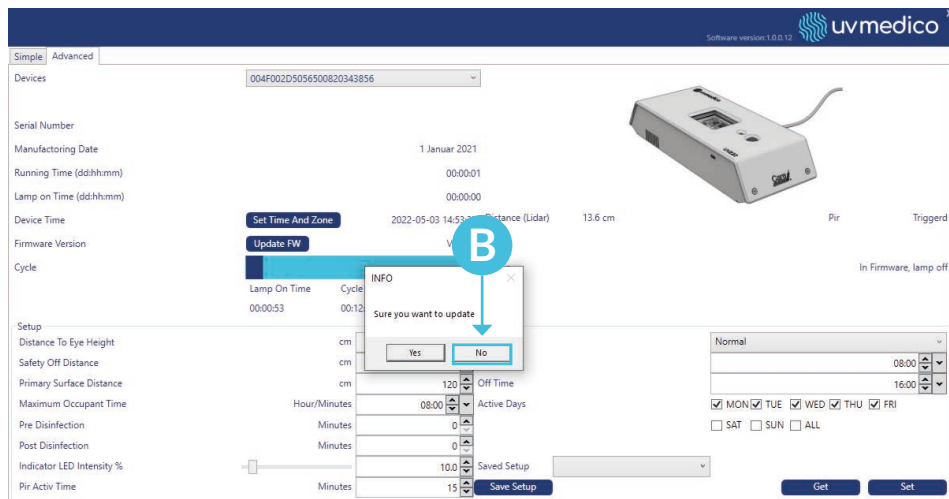 uvmedico
Software version:1.0.0.12
Simple Advanced
Devices 004F002D5056500820343856
Serial Number
Manufactoring Date 1 Januar 2021
Running Time (dd:hh:mm) 00:00:01
Lamp on Time (dd:hh:mm) 00:00:00
Device Time Set Time And Zone 2022-05-03 14:53 Distance (Lidar) 13.6 cm Pir Triggerd
Firmware Version Update FW V
B
Cycle In Firmware, lamp off
INFO
Lamp On Time Cycle
00:00:53 00:12
Sure you want to update
Yes No
Setup
Distance To Eye Height cm Normal
Safety Off Distance cm 08:00
Primary Surface Distance cm 120 Off Time 16:00
Maximum Occupant Time Hour/Minutes 08:00 Active Days MON TUE WED THU FRI
Pre Disinfection Minutes 0 SAT SUN ALL
Post Disinfection Minutes 0
Indicator LED Intensity % 10.0 Saved Setup
Pir Activ Time Minutes 15 Save Setup Get Set